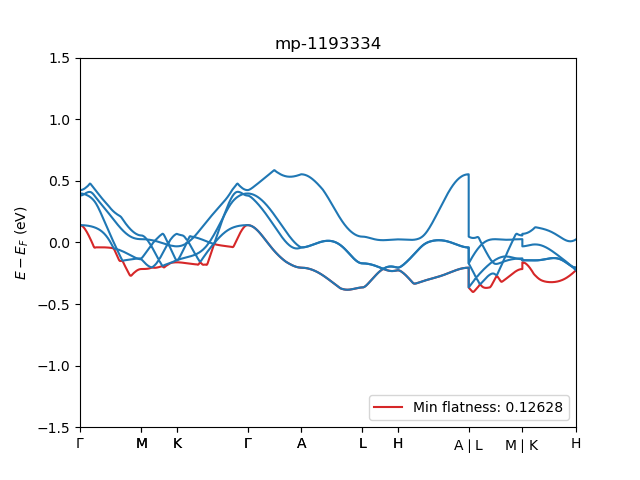 mp-1193334
1.5
1.0
0.5
0.0
−0.5
−1.0
−1.5
E − E_F (eV)
Min flatness: 0.12628
Γ M K Γ A L H A | L M | K H